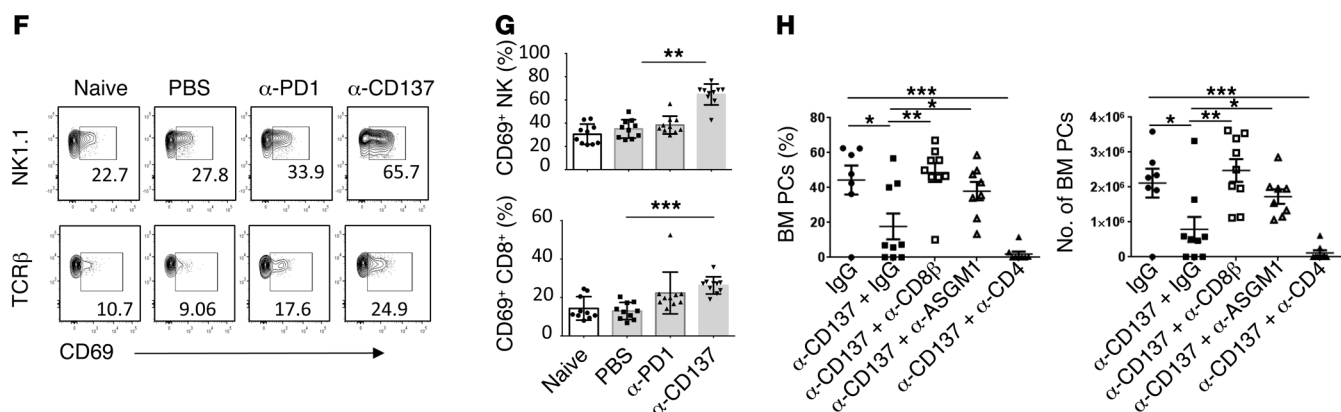 F
Naive PBS α-PD1 α-CD137
NK1.1
22.7 27.8 33.9 65.7
TCRβ
10.7 9.06 17.6 24.9
CD69
G
CD69⁺ NK (%)
100
80
60
40
20
0
**
CD69⁺ CD8⁺ (%)
60
40
20
0
***
Naive
PBS
α-PD1
α-CD137
H
BM PCs (%)
80
60
40
20
0
***
*
* **
IgG
α-CD137 + IgG
α-CD137 + α-CD8β
α-CD137 + α-ASGM1
α-CD137 + α-CD4
No. of BM PCs
4×10⁶
3×10⁶
2×10⁶
1×10⁶
0
***
*
* **
IgG
α-CD137 + IgG
α-CD137 + α-CD8β
α-CD137 + α-ASGM1
α-CD137 + α-CD4